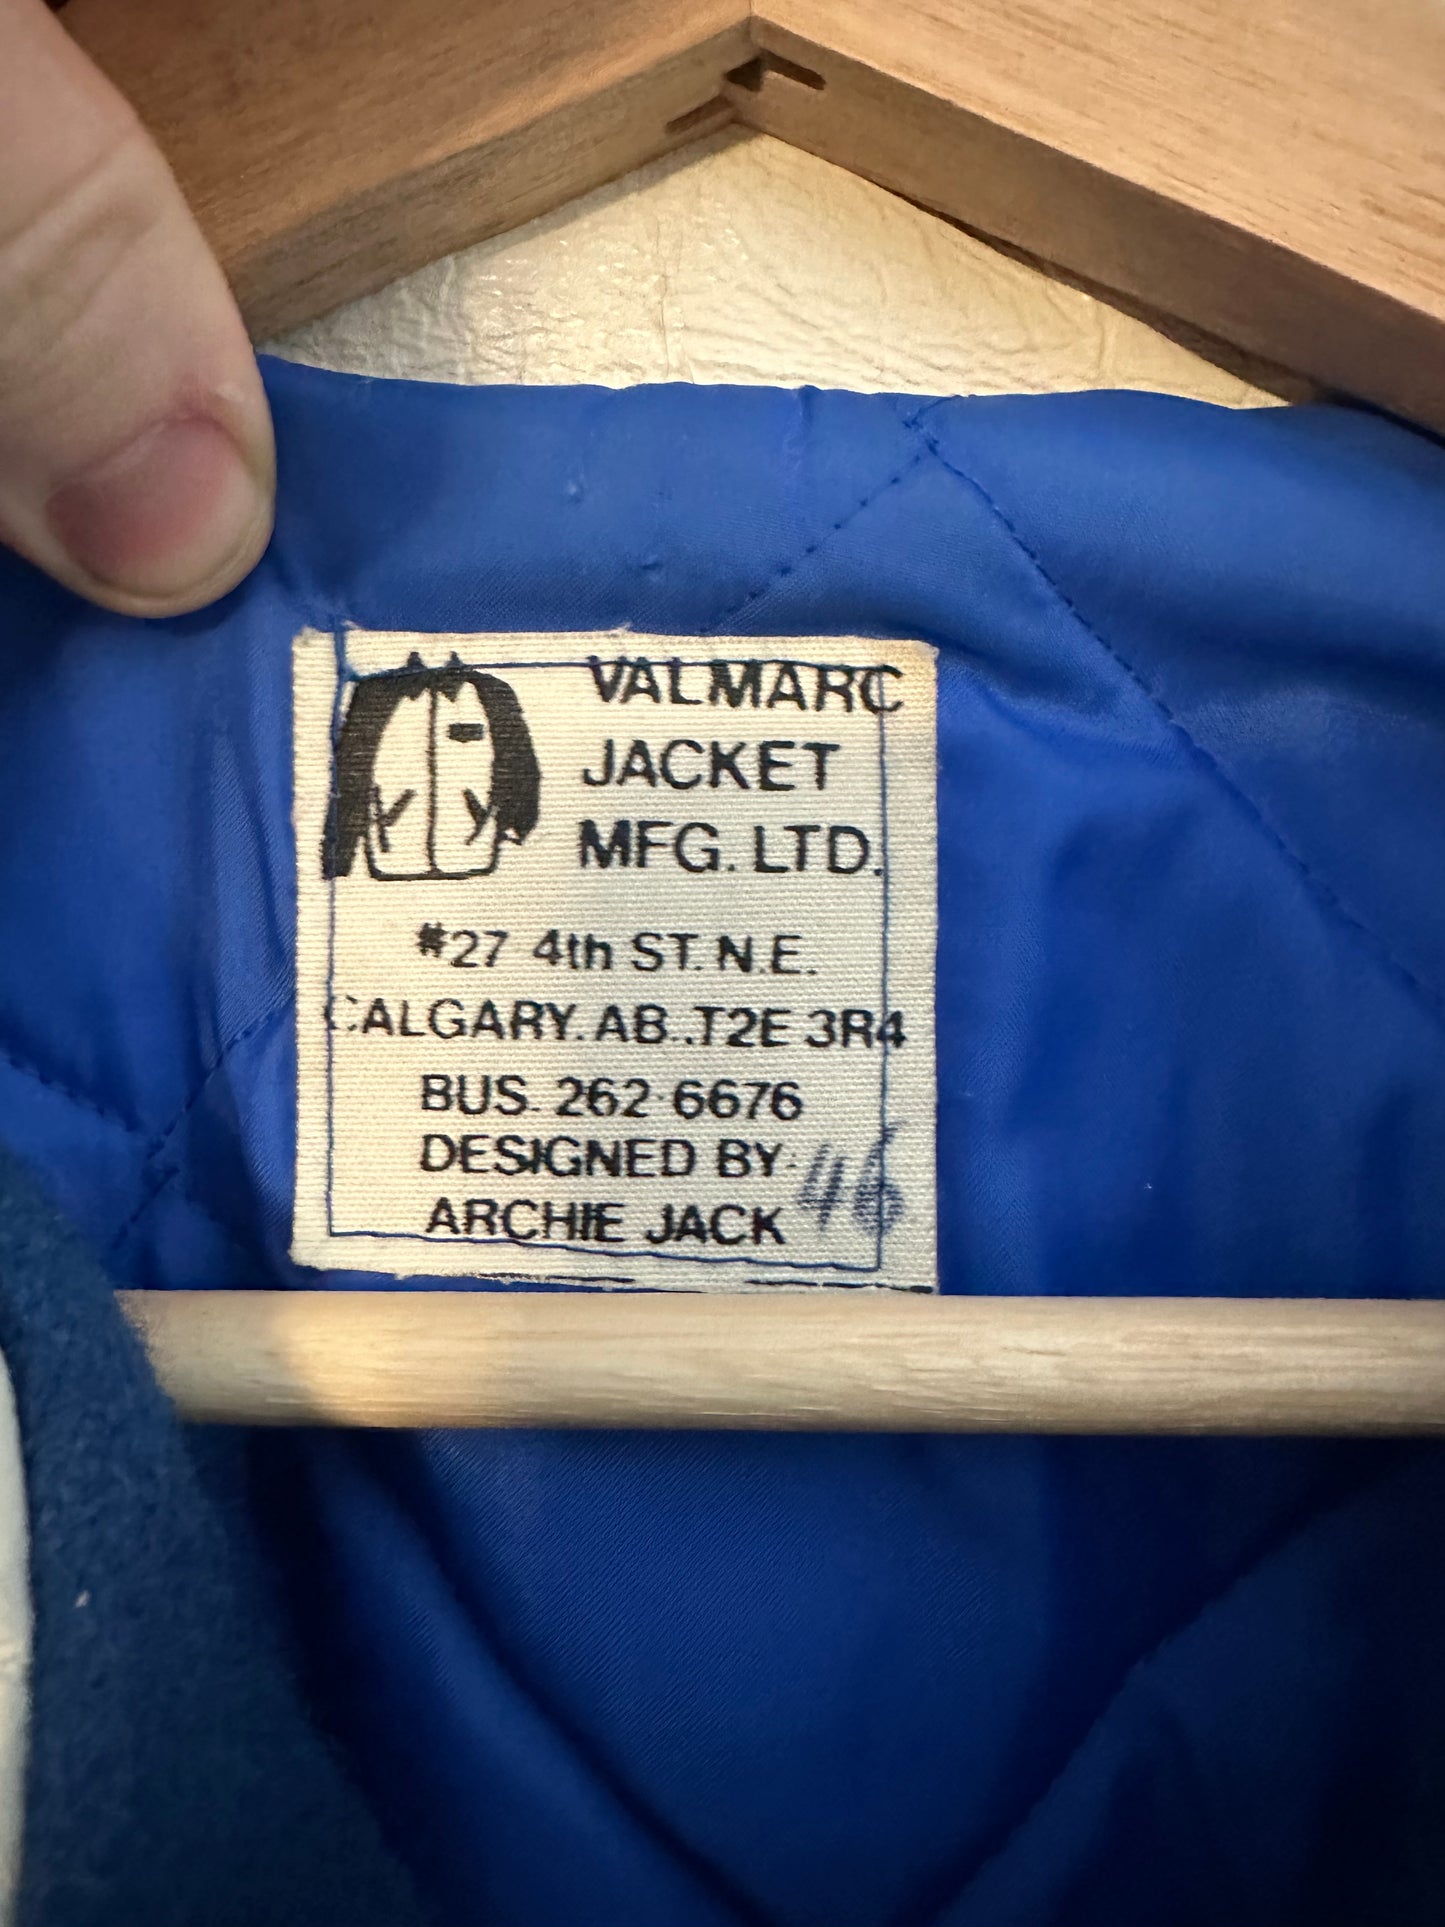 VALMARC
JACKET
MFG. LTD.
#27 4th ST. N.E.
CALGARY. AB..T2E 3R4
BUS. 262-6676
DESIGNED BY
ARCHIE JACK
46